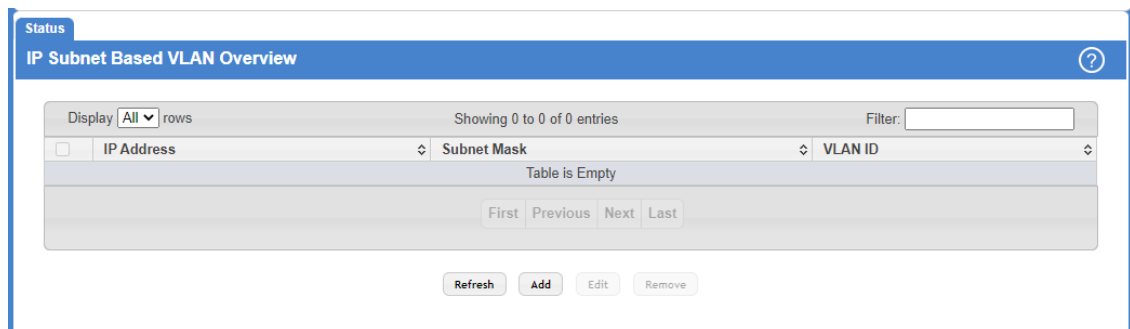 Status
IP Subnet Based VLAN Overview
?
Display All rows Showing 0 to 0 of 0 entries Filter:
IP Address Subnet Mask VLAN ID
Table is Empty
First Previous Next Last
Refresh Add Edit Remove